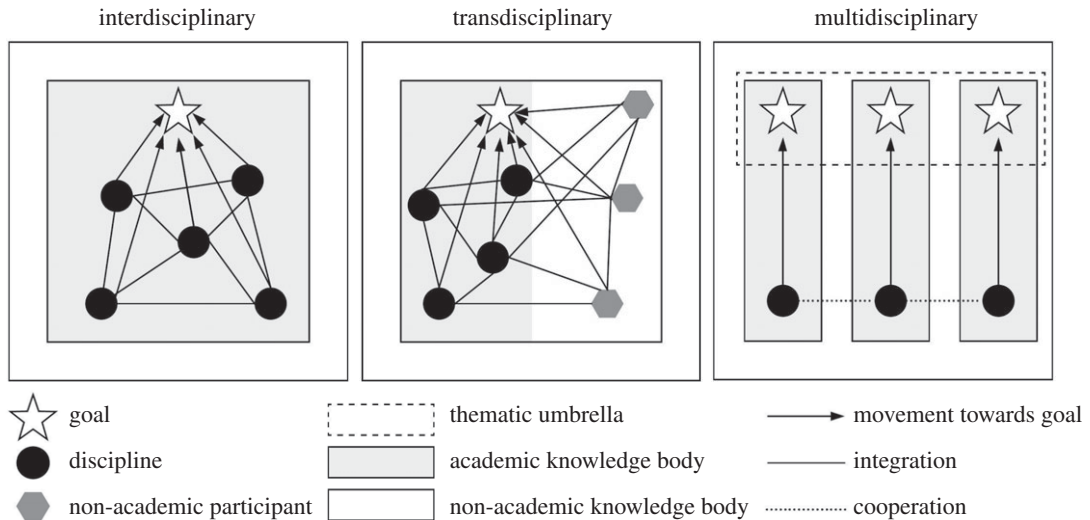 interdisciplinary
transdisciplinary
multidisciplinary
goal
thematic umbrella
movement towards goal
discipline
academic knowledge body
integration
non-academic participant
non-academic knowledge body
cooperation